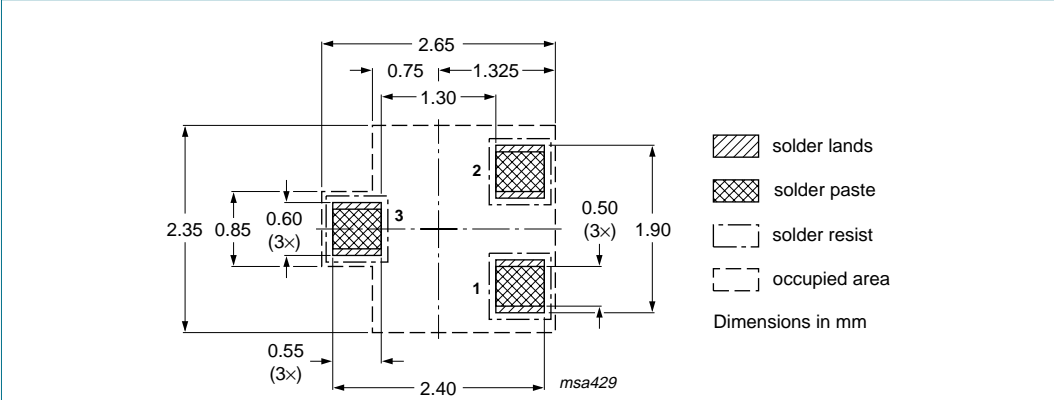 2.65
0.75
1.325
1.30
2
solder lands
solder paste
3
0.60
(3×)
0.50
(3×)
2.35
0.85
1.90
solder resist
occupied area
1
Dimensions in mm
0.55
(3×)
2.40
msa429